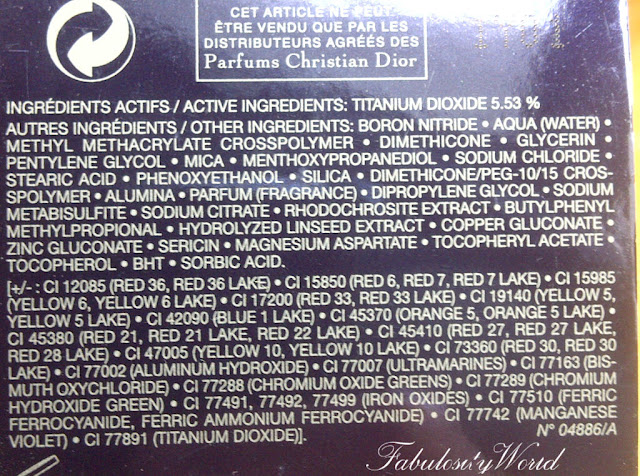 CET ARTICLE NE PEUT
ÊTRE VENDU QUE PAR LES
DISTRIBUTEURS AGRÉÉS DES
Parfums Christian Dior
INGRÉDIENTS ACTIFS / ACTIVE INGREDIENTS: TITANIUM DIOXIDE 5.53 %
AUTRES INGRÉDIENTS / OTHER INGREDIENTS: BORON NITRIDE • AQUA (WATER) •
METHYL METHACRYLATE CROSSPOLYMER • DIMETHICONE • GLYCERIN •
PENTYLENE GLYCOL • MICA • MENTHOXYPROPANEDIOL • SODIUM CHLORIDE •
STEARIC ACID • PHENOXYETHANOL • SILICA • DIMETHICONE/PEG-10/15 CROS-
SPOLYMER • ALUMINA • PARFUM (FRAGRANCE) • DIPROPYLENE GLYCOL • SODIUM
METABISULFITE • SODIUM CITRATE • RHODOCHROSITE EXTRACT • BUTYLPHENYL
METHYLPROPIONAL • HYDROLYZED LINSEED EXTRACT • COPPER GLUCONATE •
ZINC GLUCONATE • SERICIN • MAGNESIUM ASPARTATE • TOCOPHERYL ACETATE •
TOCOPHEROL • BHT • SORBIC ACID.
[+/- : CI 12085 (RED 36, RED 36 LAKE) • CI 15850 (RED 6, RED 7, RED 7 LAKE) • CI 15985
(YELLOW 6, YELLOW 6 LAKE) • CI 17200 (RED 33, RED 33 LAKE) • CI 19140 (YELLOW 5,
YELLOW 5 LAKE) • CI 42090 (BLUE 1 LAKE) • CI 45370 (ORANGE 5, ORANGE 5 LAKE) •
CI 45380 (RED 21, RED 21 LAKE, RED 22 LAKE) • CI 45410 (RED 27, RED 27 LAKE,
RED 28 LAKE) • CI 47005 (YELLOW 10, YELLOW 10 LAKE) • CI 73360 (RED 30, RED 30
LAKE) • CI 77002 (ALUMINUM HYDROXIDE) • CI 77007 (ULTRAMARINES) • CI 77163 (BIS-
MUTH OXYCHLORIDE) • CI 77288 (CHROMIUM OXIDE GREENS) • CI 77289 (CHROMIUM
HYDROXIDE GREEN) • CI 77491, 77492, 77499 (IRON OXIDES) • CI 77510 (FERRIC
FERROCYANIDE, FERRIC AMMONIUM FERROCYANIDE) • CI 77742 (MANGANESE
VIOLET) • CI 77891 (TITANIUM DIOXIDE)].
N° 04886/A
FabulosityWorld